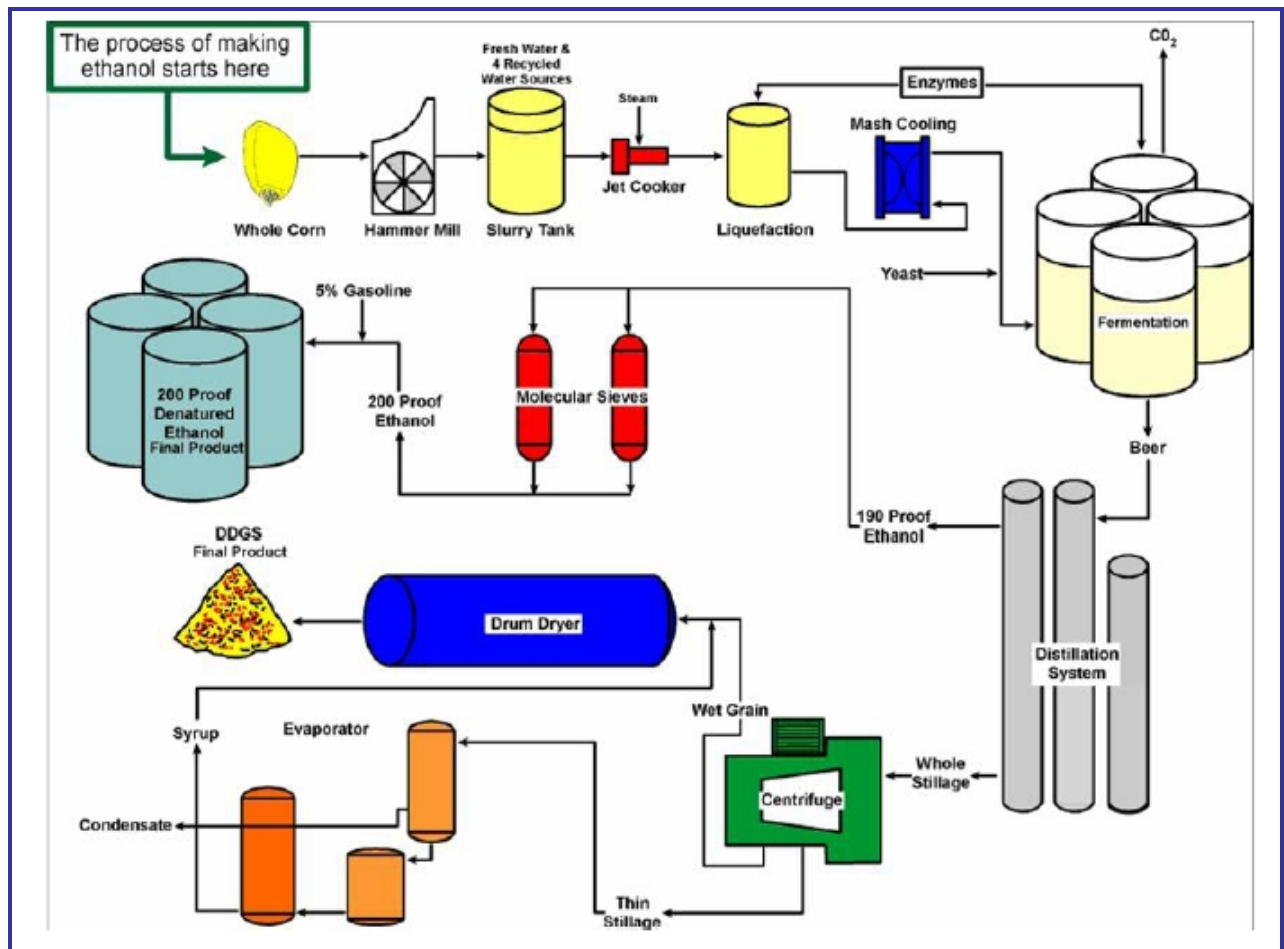 The process of making
ethanol starts here
Fresh Water &
4 Recycled
Water Sources
Steam
Enzymes
C0₂
Mash Cooling
Jet Cooker
Whole Corn
Hammer Mill
Slurry Tank
Liquefaction
Yeast
Fermentation
5% Gasoline
200 Proof
Denatured
Ethanol
Final Product
200 Proof
Ethanol
Molecular Sieves
Beer
190 Proof
Ethanol
DDGS
Final Product
Drum Dryer
Distillation
System
Wet Grain
Syrup
Evaporator
Whole
Stillage
Centrifuge
Condensate
Thin
Stillage